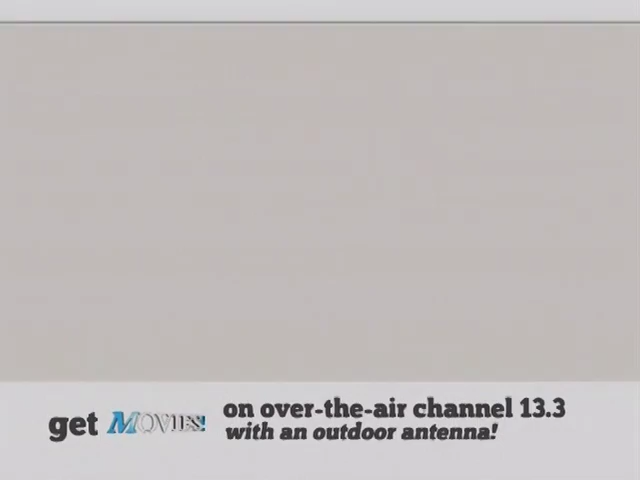 get MOVIES! on over-the-air channel 13.3
with an outdoor antenna!